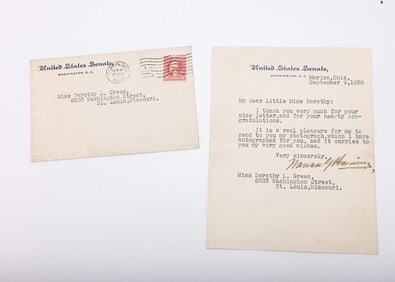 United States Senate,
WASHINGTON, D.C.
Miss Dorothy L. Green,
6503 Washington Street,
St. Louis, Missouri.
United States Senate,
WASHINGTON, D.C.
Marion, Ohio,
September 9, 1920
My dear Little Miss Dorothy:
I thank you very much for your
nice letter, and for your hearty con-
gratulations.
It is a real pleasure for me to
send to you my photograph, which I have
autographed for you, and it carries to
you my very good wishes.
Very sincerely,
Warren G Harding
Miss Dorothy L. Green,
6503 Washington Street,
St. Louis, Missouri.